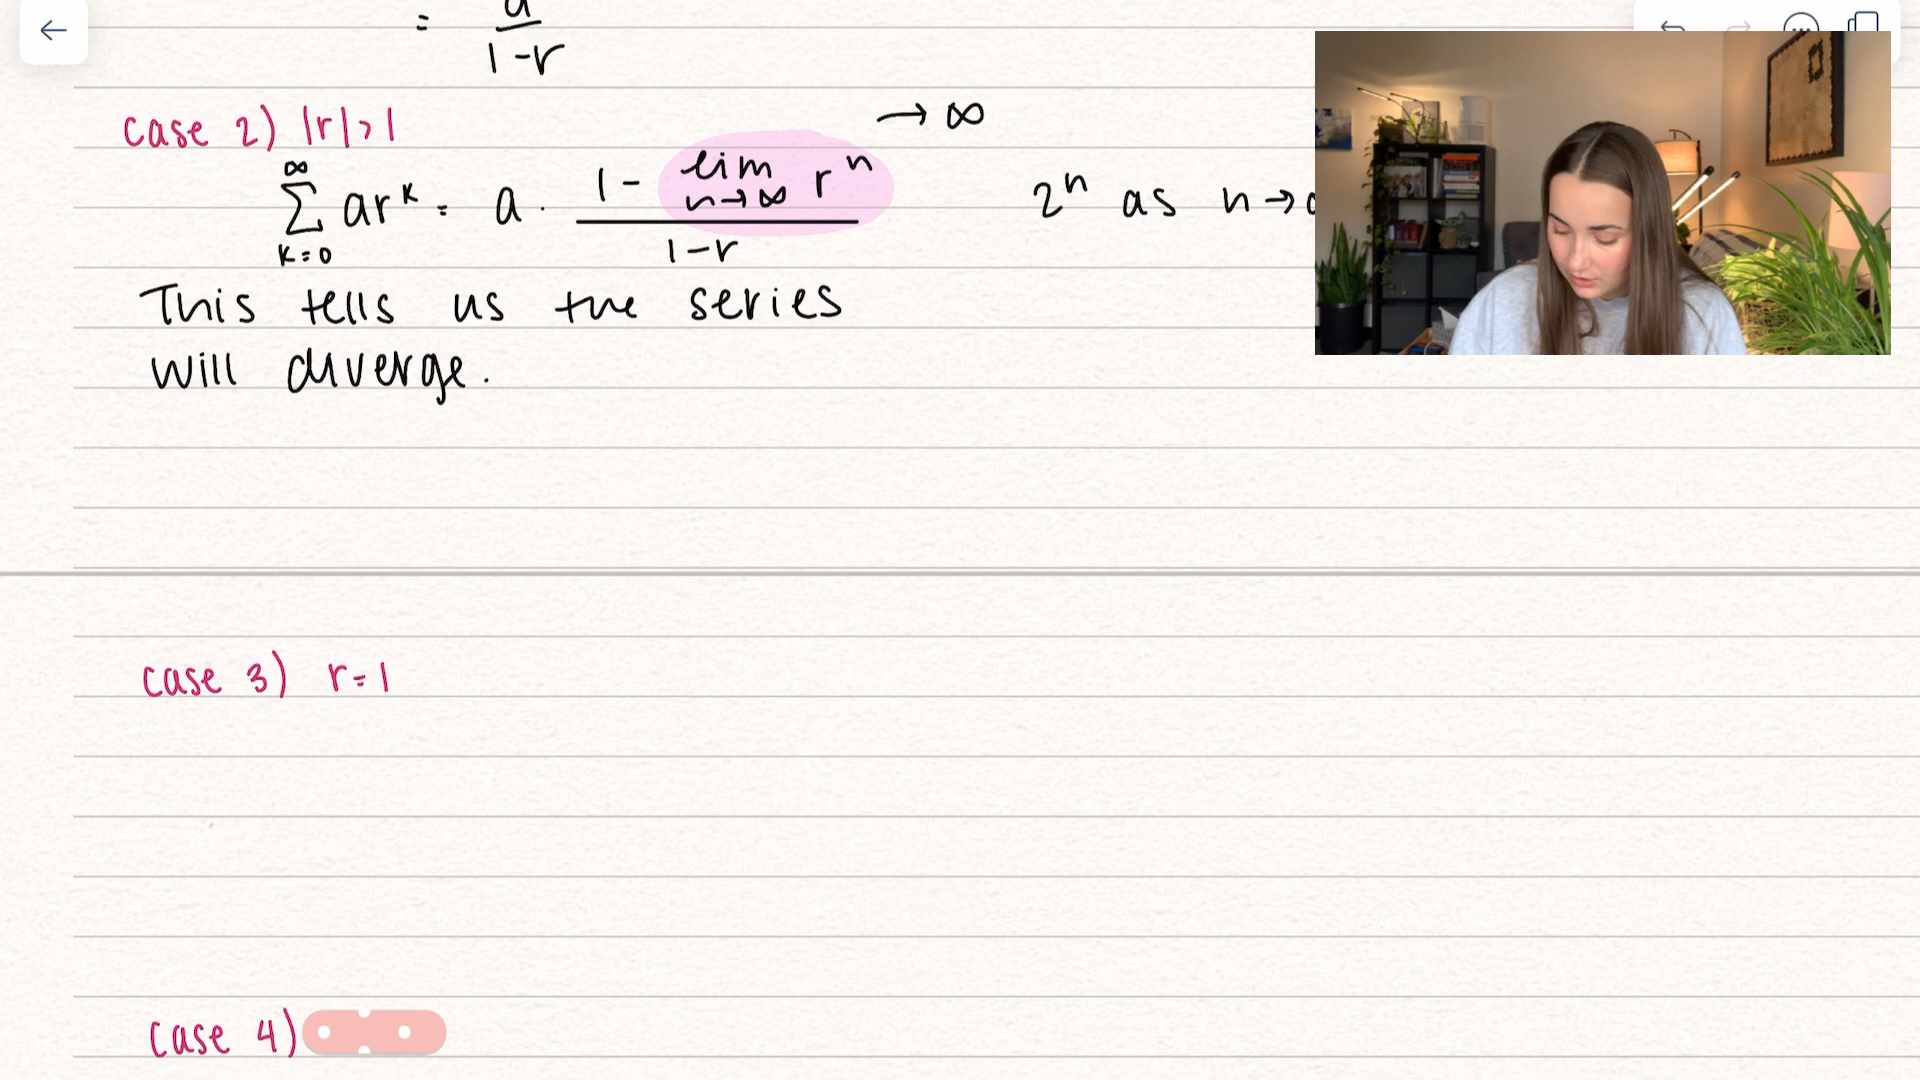 = a
1-r
case 2) |r|>1
→ ∞
∞
Σ ar^k = a · 1 - lim r^n
n→∞
k=0
1-r
2^n as n→
This tells us the series
will diverge.
case 3) r=1
case 4)